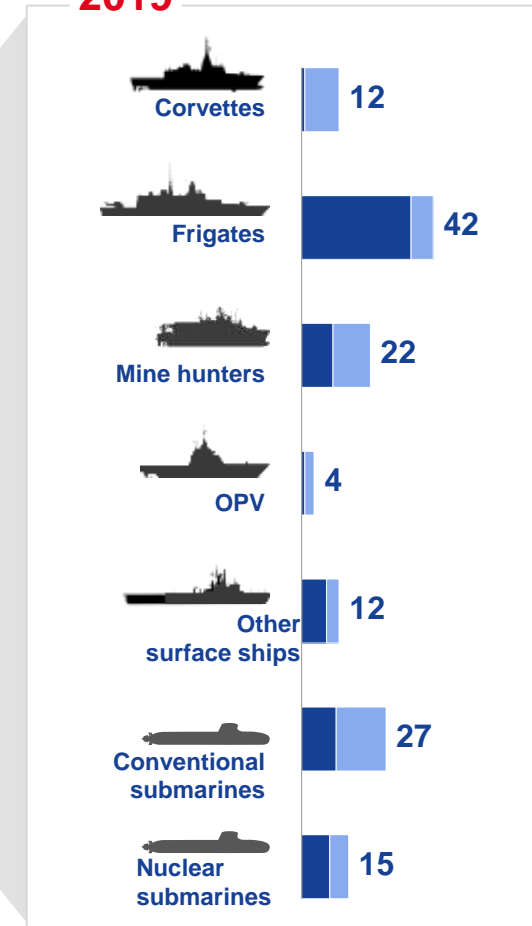 2019
Corvettes
12
Frigates
42
Mine hunters
22
OPV
4
Other
surface ships
12
Conventional
submarines
27
Nuclear
submarines
15